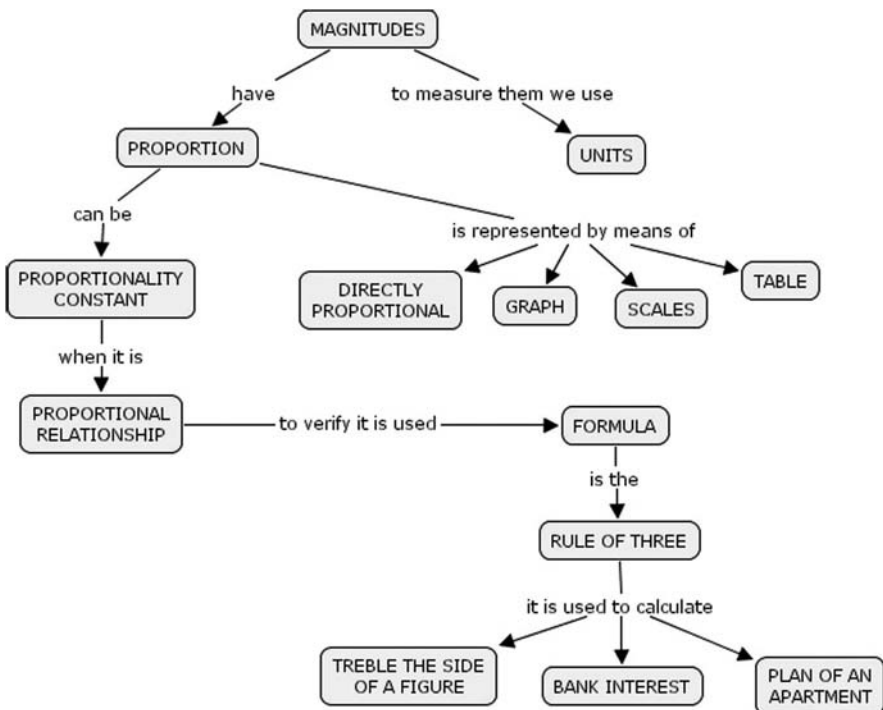 MAGNITUDES
have
to measure them we use
PROPORTION
UNITS
can be
is represented by means of
PROPORTIONALITY
CONSTANT
DIRECTLY
PROPORTIONAL
GRAPH
SCALES
TABLE
when it is
PROPORTIONAL
RELATIONSHIP
to verify it is used
FORMULA
is the
RULE OF THREE
it is used to calculate
TREBLE THE SIDE
OF A FIGURE
BANK INTEREST
PLAN OF AN
APARTMENT